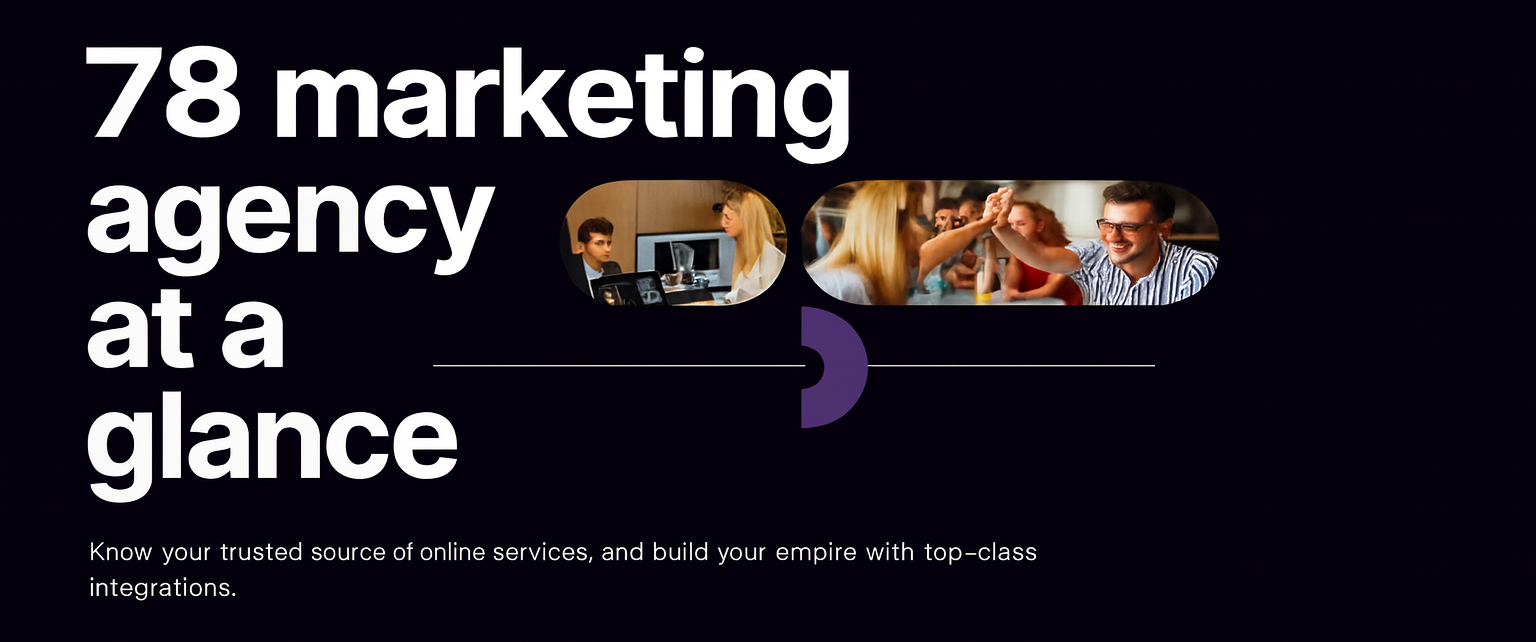 78 marketing
agency
at a
glance
Know your trusted source of online services, and build your empire with top–class
integrations.